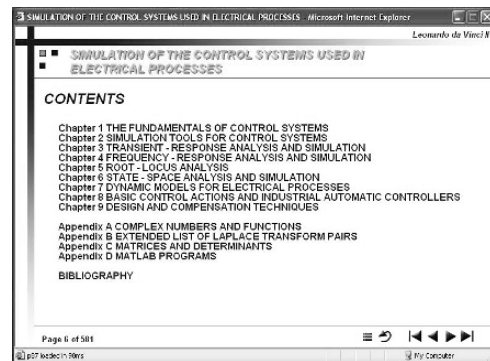 SIMULATION OF THE CONTROL SYSTEMS USED IN ELECTRICAL PROCESSES - Microsoft Internet Explorer
Leonardo da Vinci II
SIMULATION OF THE CONTROL SYSTEMS USED IN
ELECTRICAL PROCESSES
CONTENTS
Chapter 1 THE FUNDAMENTALS OF CONTROL SYSTEMS
Chapter 2 SIMULATION TOOLS FOR CONTROL SYSTEMS
Chapter 3 TRANSIENT - RESPONSE ANALYSIS AND SIMULATION
Chapter 4 FREQUENCY - RESPONSE ANALYSIS AND SIMULATION
Chapter 5 ROOT - LOCUS ANALYSIS
Chapter 6 STATE - SPACE ANALYSIS AND SIMULATION
Chapter 7 DYNAMIC MODELS FOR ELECTRICAL PROCESSES
Chapter 8 BASIC CONTROL ACTIONS AND INDUSTRIAL AUTOMATIC CONTROLLERS
Chapter 9 DESIGN AND COMPENSATION TECHNIQUES
Appendix A COMPLEX NUMBERS AND FUNCTIONS
Appendix B EXTENDED LIST OF LAPLACE TRANSFORM PAIRS
Appendix C MATRICES AND DETERMINANTS
Appendix D MATLAB PROGRAMS
BIBLIOGRAPHY
Page 6 of 581
loaded in 90ms
My Computer